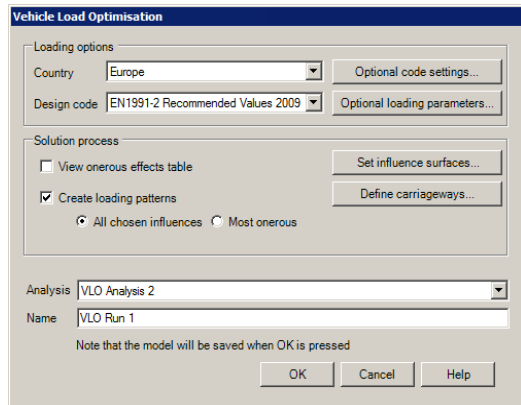 Vehicle Load Optimisation
Loading options
Country Europe Optional code settings...
Design code EN1991-2 Recommended Values 2009 Optional loading parameters...
Solution process
View onerous effects table Set influence surfaces...
Create loading patterns Define carriageways...
All chosen influences Most onerous
Analysis VLO Analysis 2
Name VLO Run 1
Note that the model will be saved when OK is pressed
OK Cancel Help